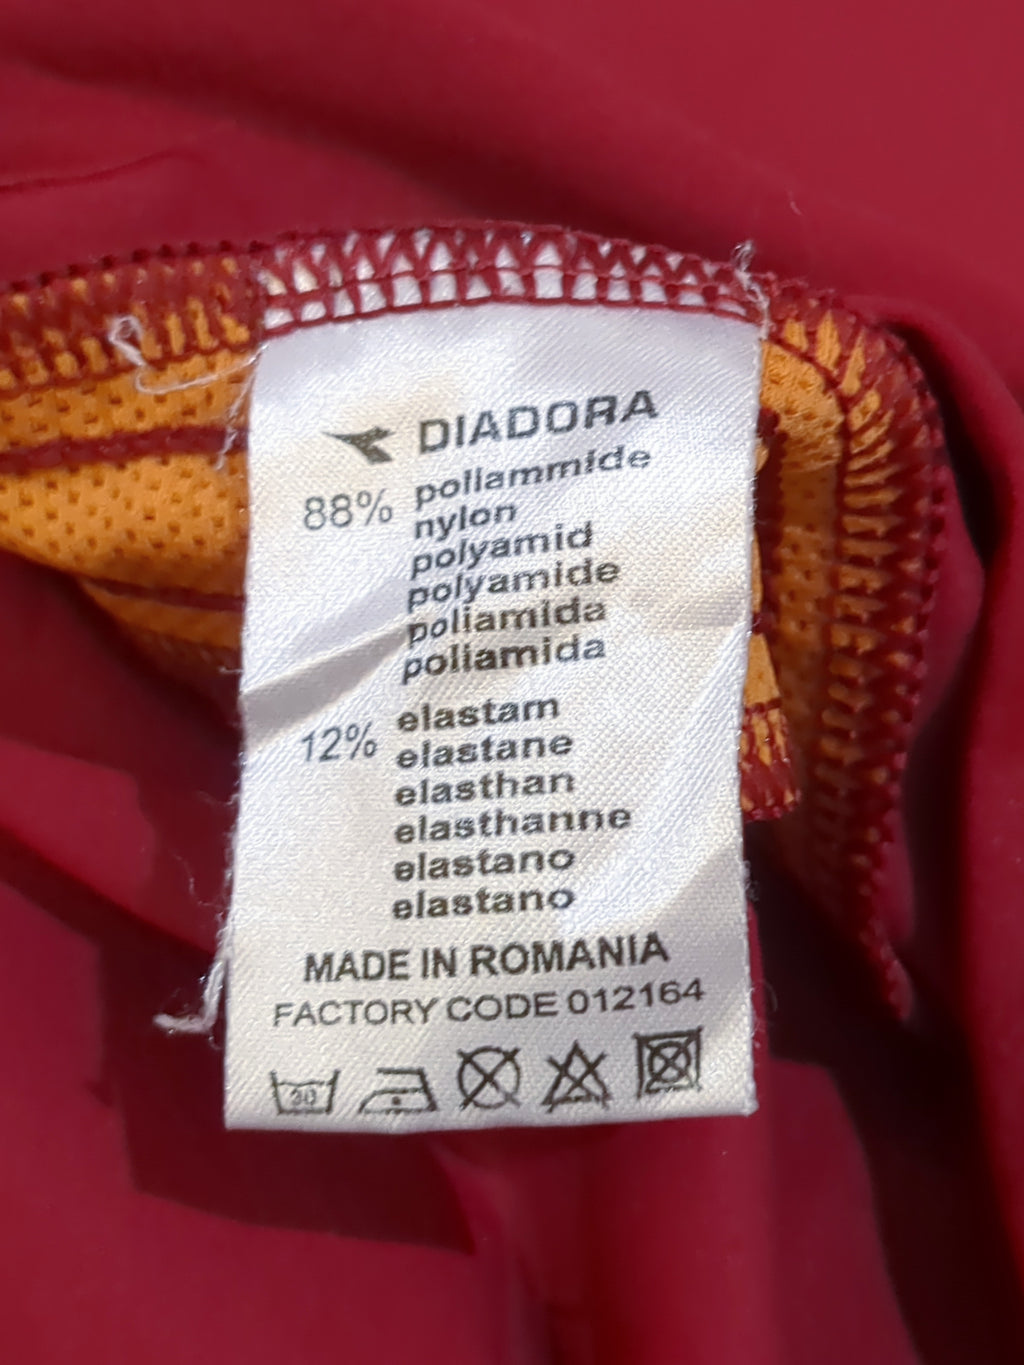 DIADORA
88% poliammide
nylon
polyamid
polyamide
poliamida
poliamida
12% elastam
elastane
elasthan
elasthanne
elastano
elastano
MADE IN ROMANIA
FACTORY CODE 012164
30